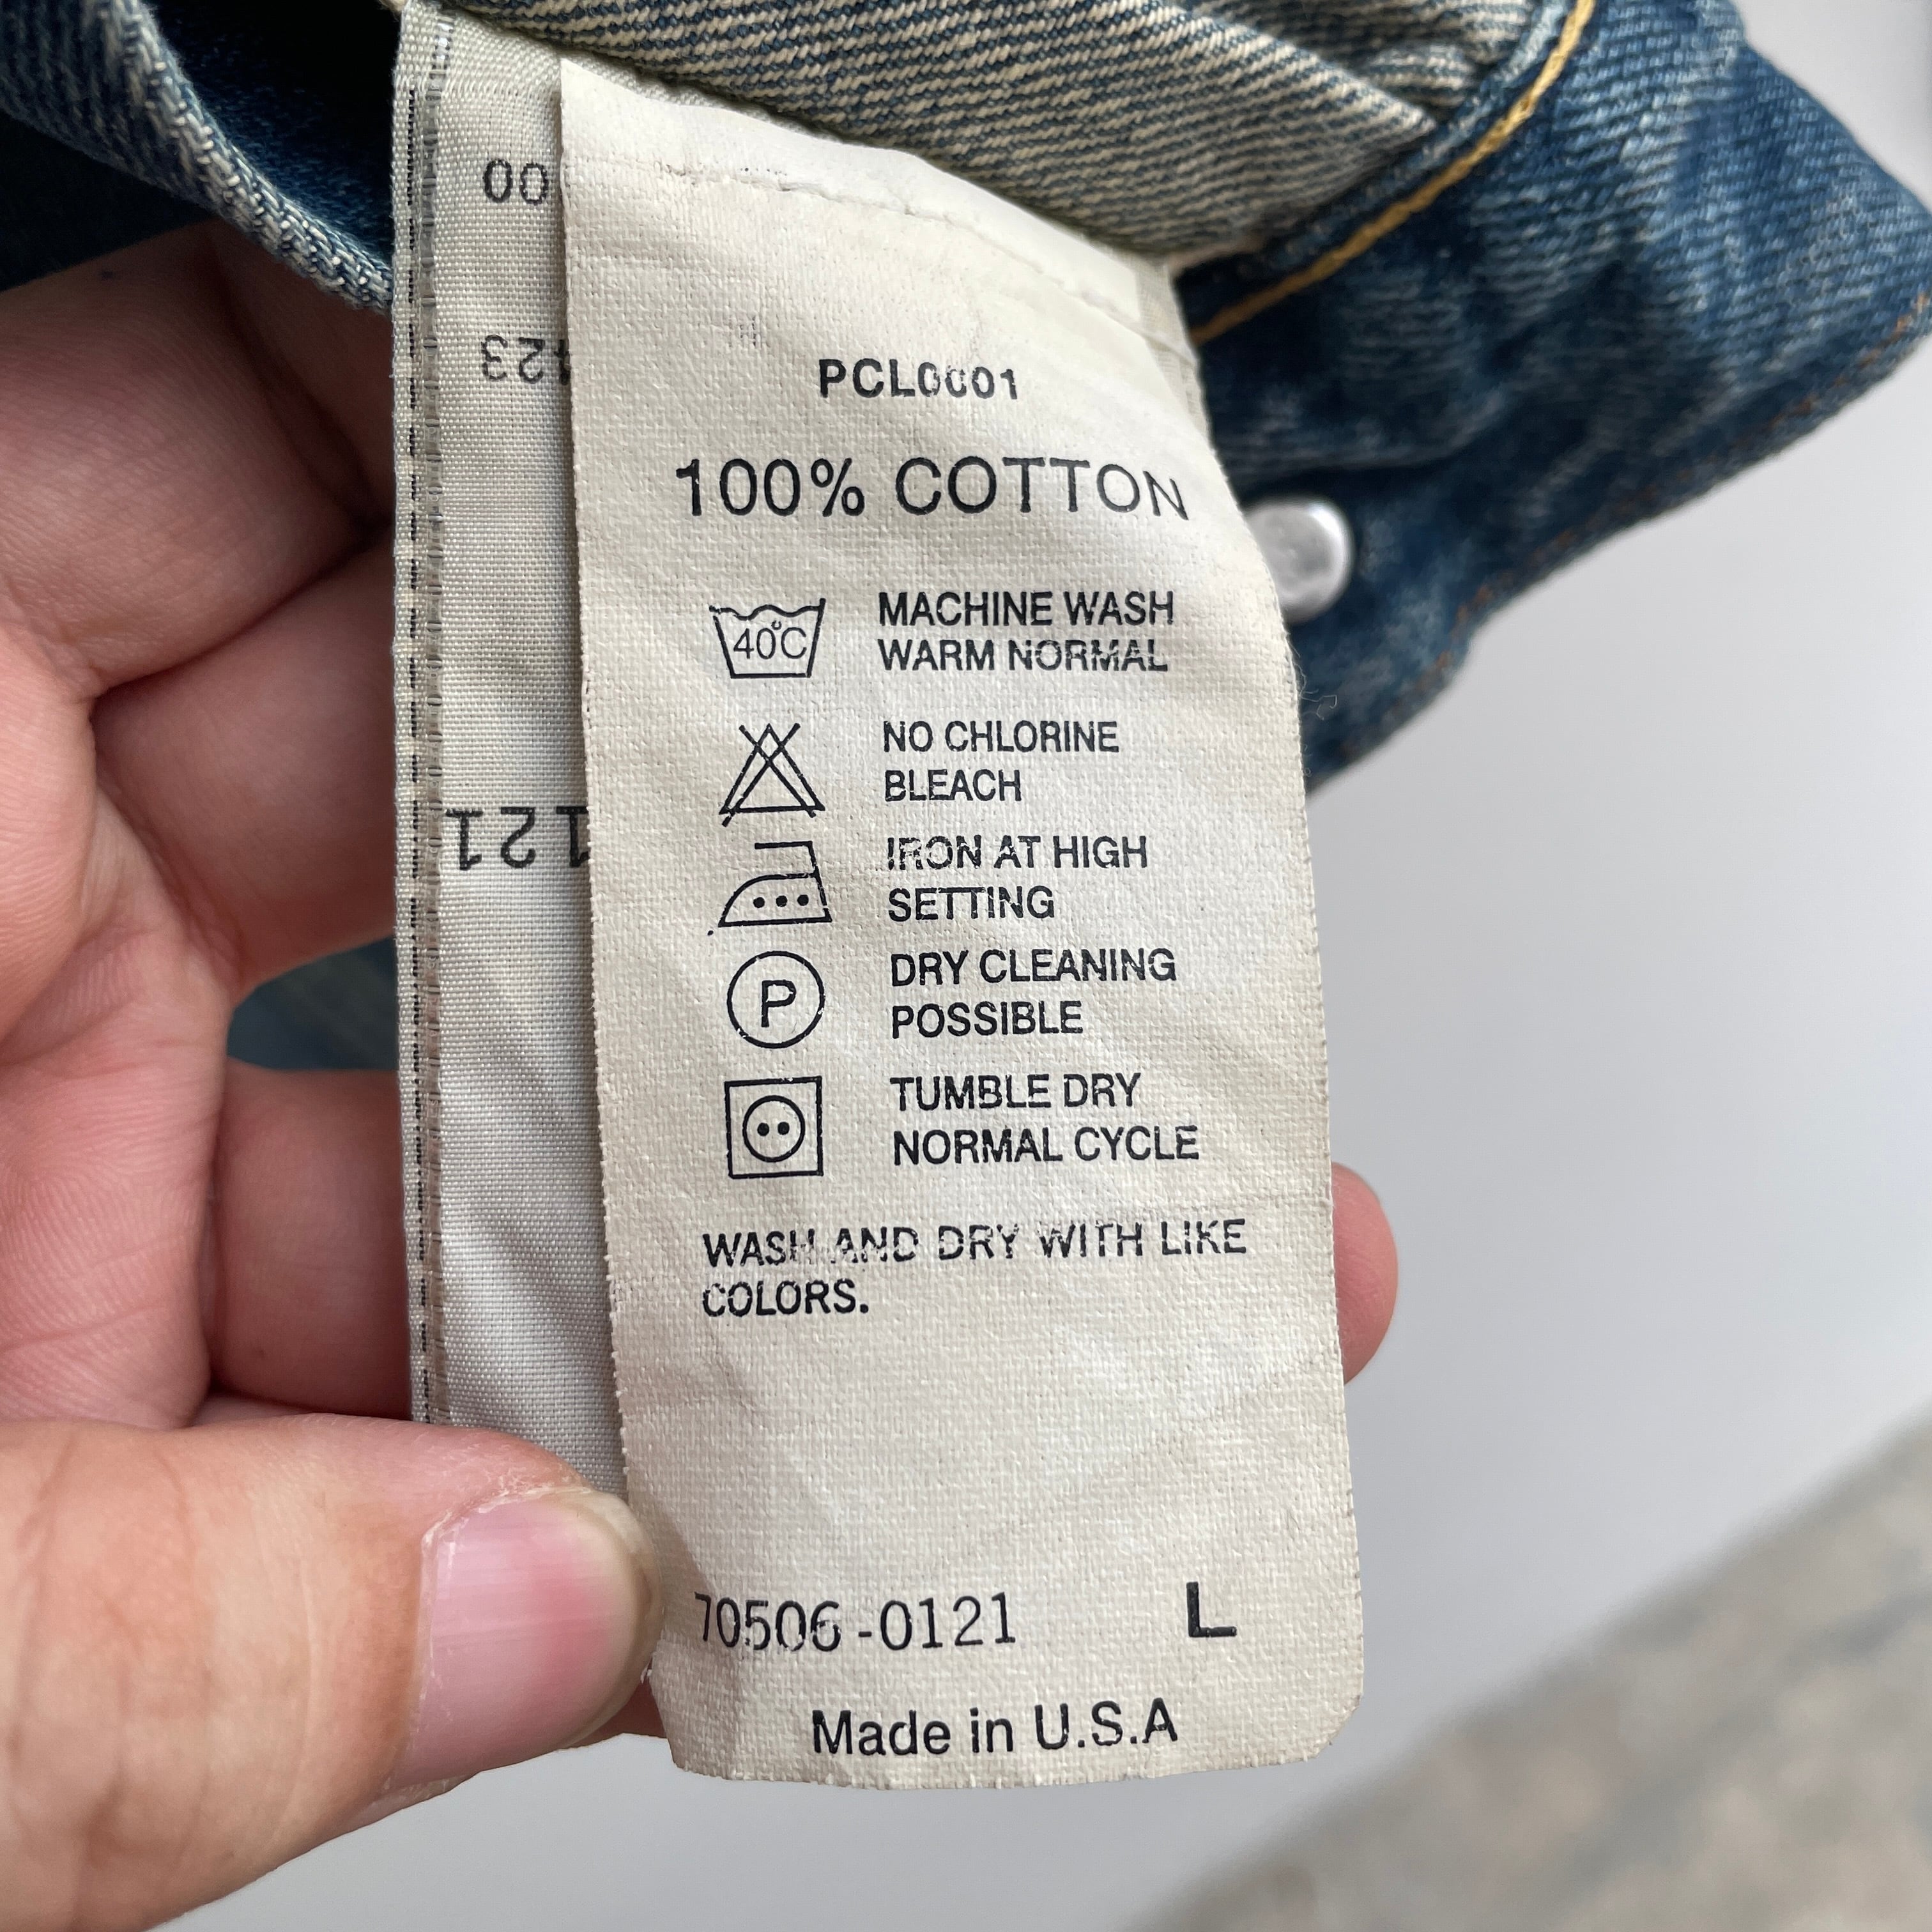 PCL0001
100% COTTON
40°C
MACHINE WASH
WARM NORMAL
NO CHLORINE
BLEACH
IRON AT HIGH
SETTING
P
DRY CLEANING
POSSIBLE
TUMBLE DRY
NORMAL CYCLE
WASH AND DRY WITH LIKE
COLORS.
70506-0121
L
Made in U.S.A
00
423
121